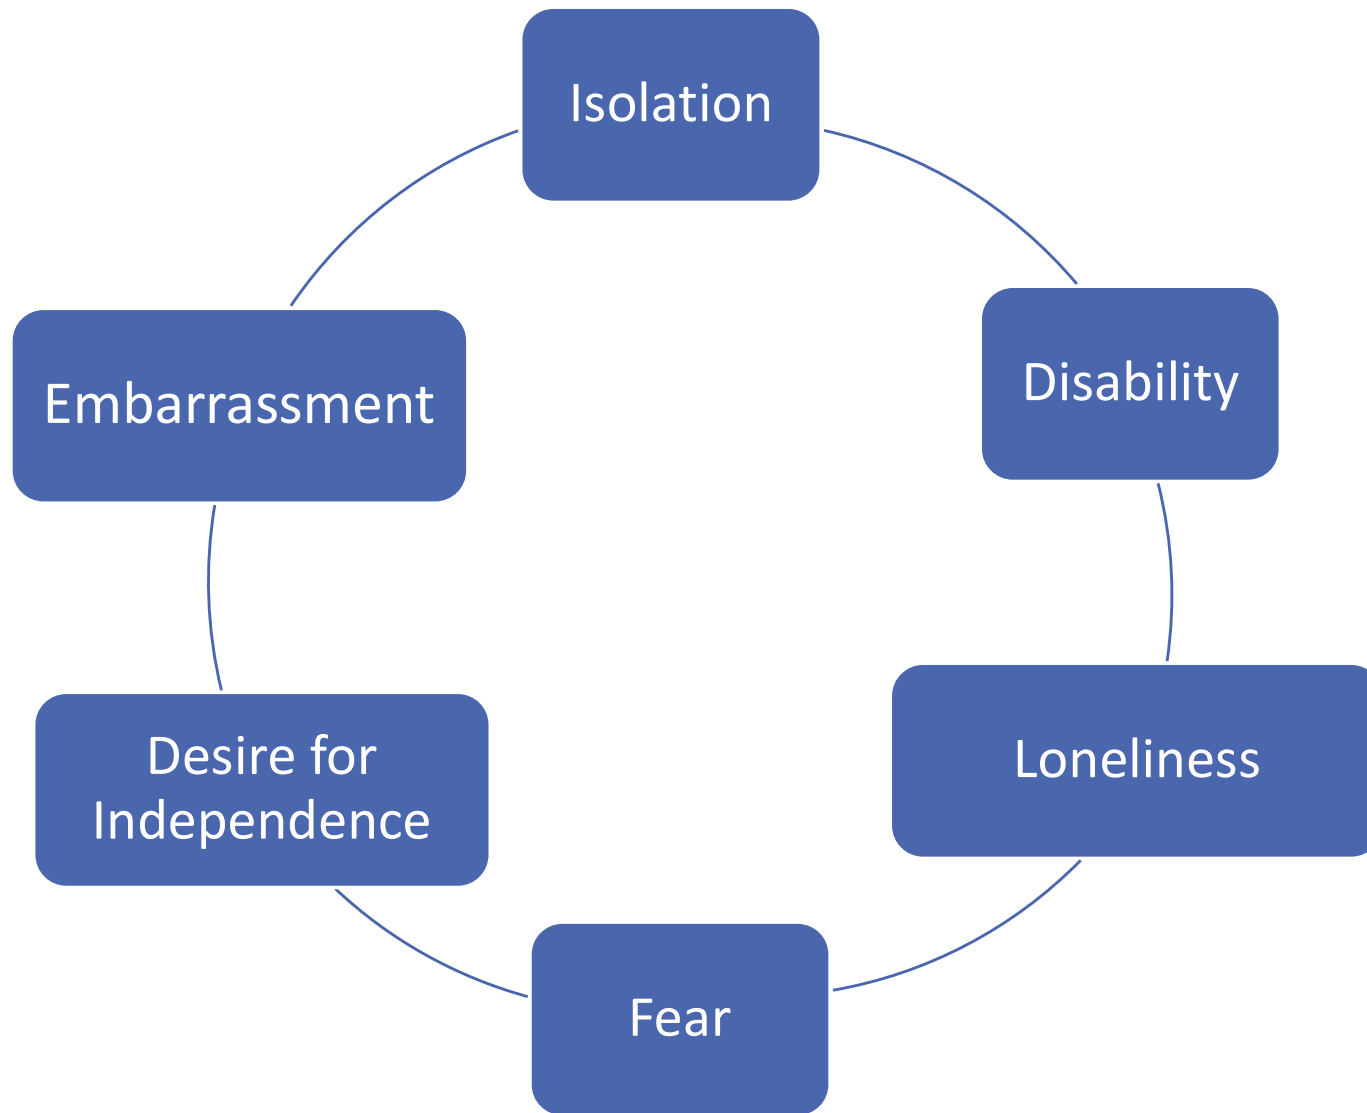 Isolation
Disability
Loneliness
Fear
Desire for
Independence
Embarrassment